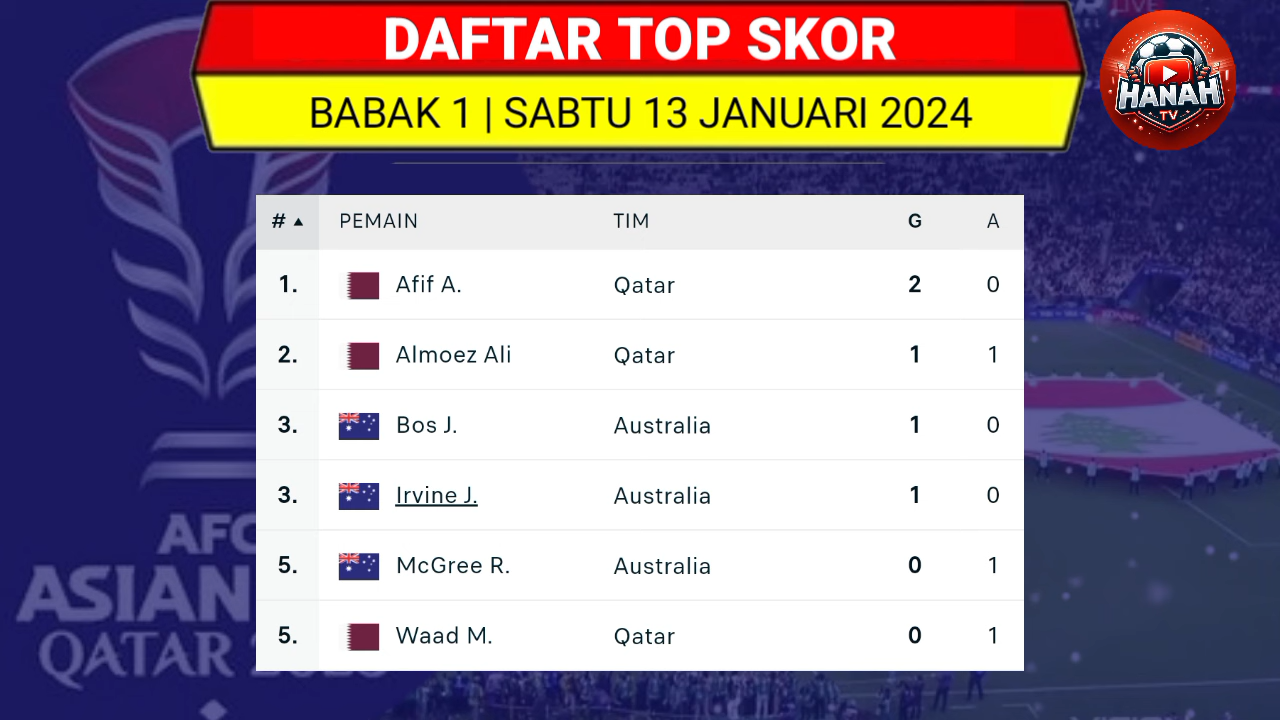 DAFTAR TOP SKOR
BABAK 1 | SABTU 13 JANUARI 2024
LIVE
HANAH
TV
# ▲ PEMAIN TIM G A
1. Afif A. Qatar 2 0
2. Almoez Ali Qatar 1 1
3. Bos J. Australia 1 0
3. Irvine J. Australia 1 0
5. McGree R. Australia 0 1
5. Waad M. Qatar 0 1
AFC
ASIAN
QATAR